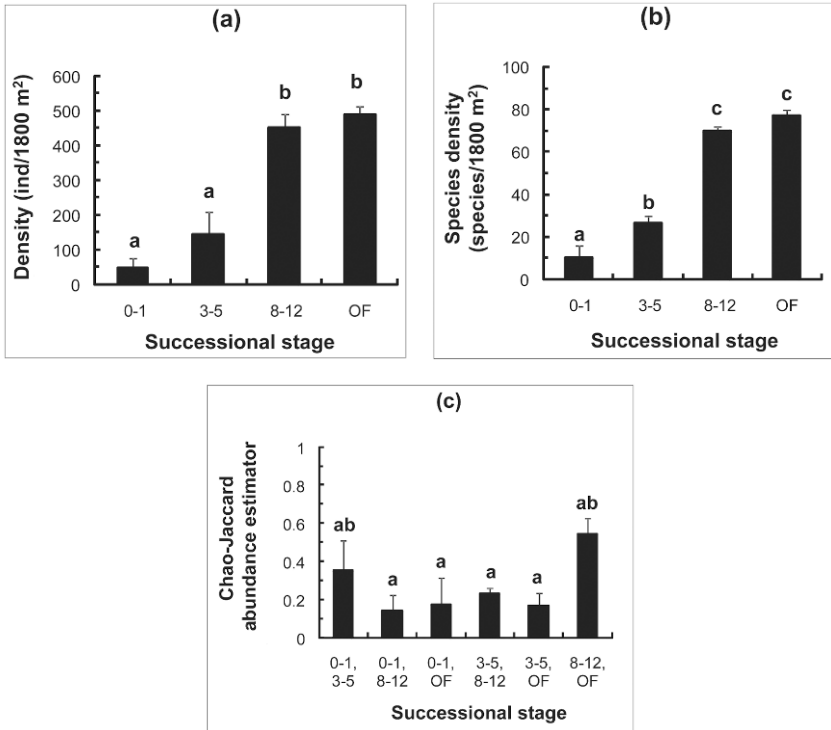 (a)
Density (ind/1800 m²)
600
500
400
300
200
100
0
a
a
b
b
0-1
3-5
8-12
OF
Successional stage
(b)
Species density
(species/1800 m²)
100
80
60
40
20
0
a
b
c
c
0-1
3-5
8-12
OF
Successional stage
(c)
Chao-Jaccard
abundance estimator
1
0.8
0.6
0.4
0.2
0
ab
a
a
a
a
ab
0-1,
3-5
0-1,
8-12
0-1,
OF
3-5,
8-12
3-5,
OF
8-12,
OF
Successional stage